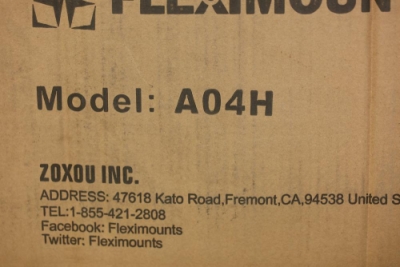 FLEXIMOUN
Model: A04H
ZOXOU INC.
ADDRESS: 47618 Kato Road,Fremont,CA,94538 United S
TEL:1-855-421-2808
Facebook: Fleximounts
Twitter: Fleximounts